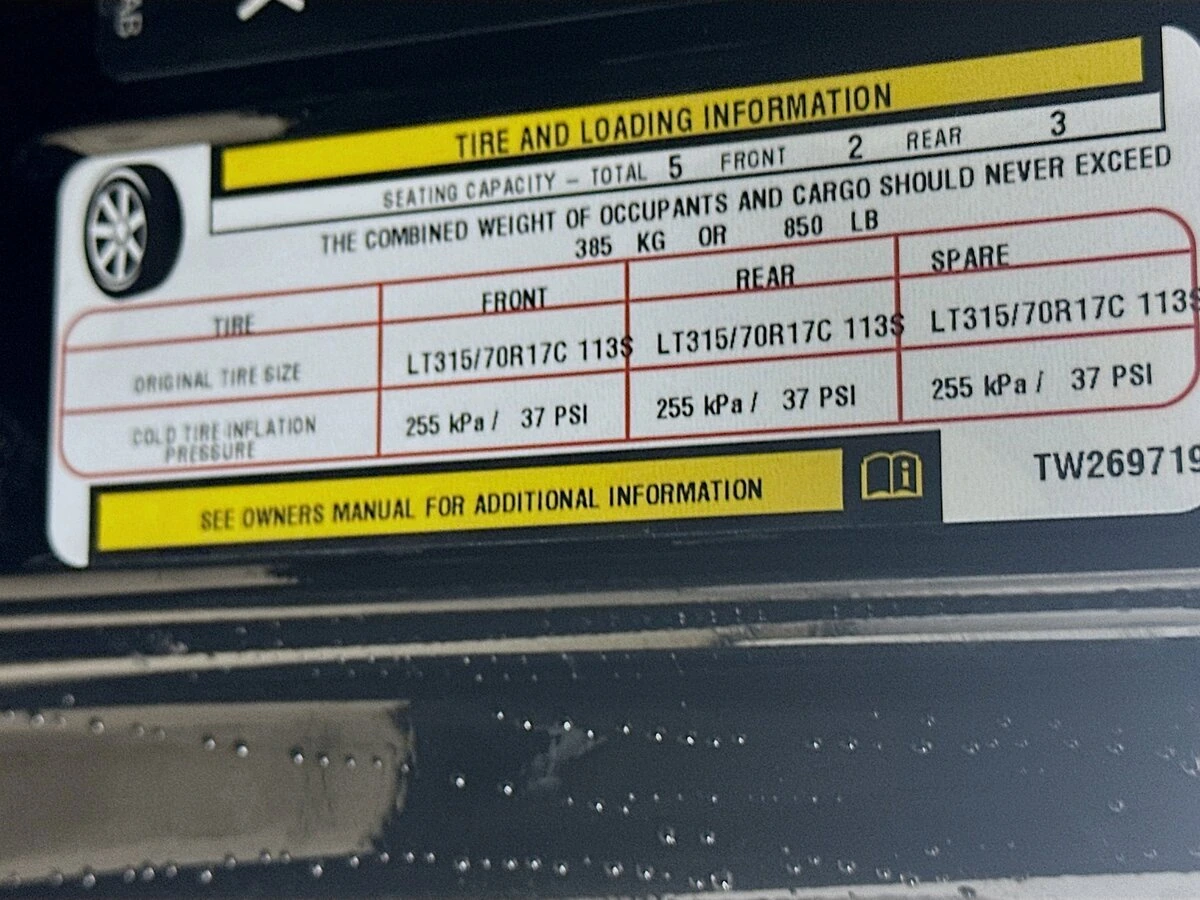 AB
TIRE AND LOADING INFORMATION
SEATING CAPACITY – TOTAL 5 FRONT 2 REAR 3
THE COMBINED WEIGHT OF OCCUPANTS AND CARGO SHOULD NEVER EXCEED
385 KG OR 850 LB
TIRE FRONT REAR SPARE
ORIGINAL TIRE SIZE LT315/70R17C 113S LT315/70R17C 113S LT315/70R17C 113S
COLD TIRE INFLATION PRESSURE 255 kPa / 37 PSI 255 kPa / 37 PSI 255 kPa / 37 PSI
SEE OWNERS MANUAL FOR ADDITIONAL INFORMATION
i
TW269719